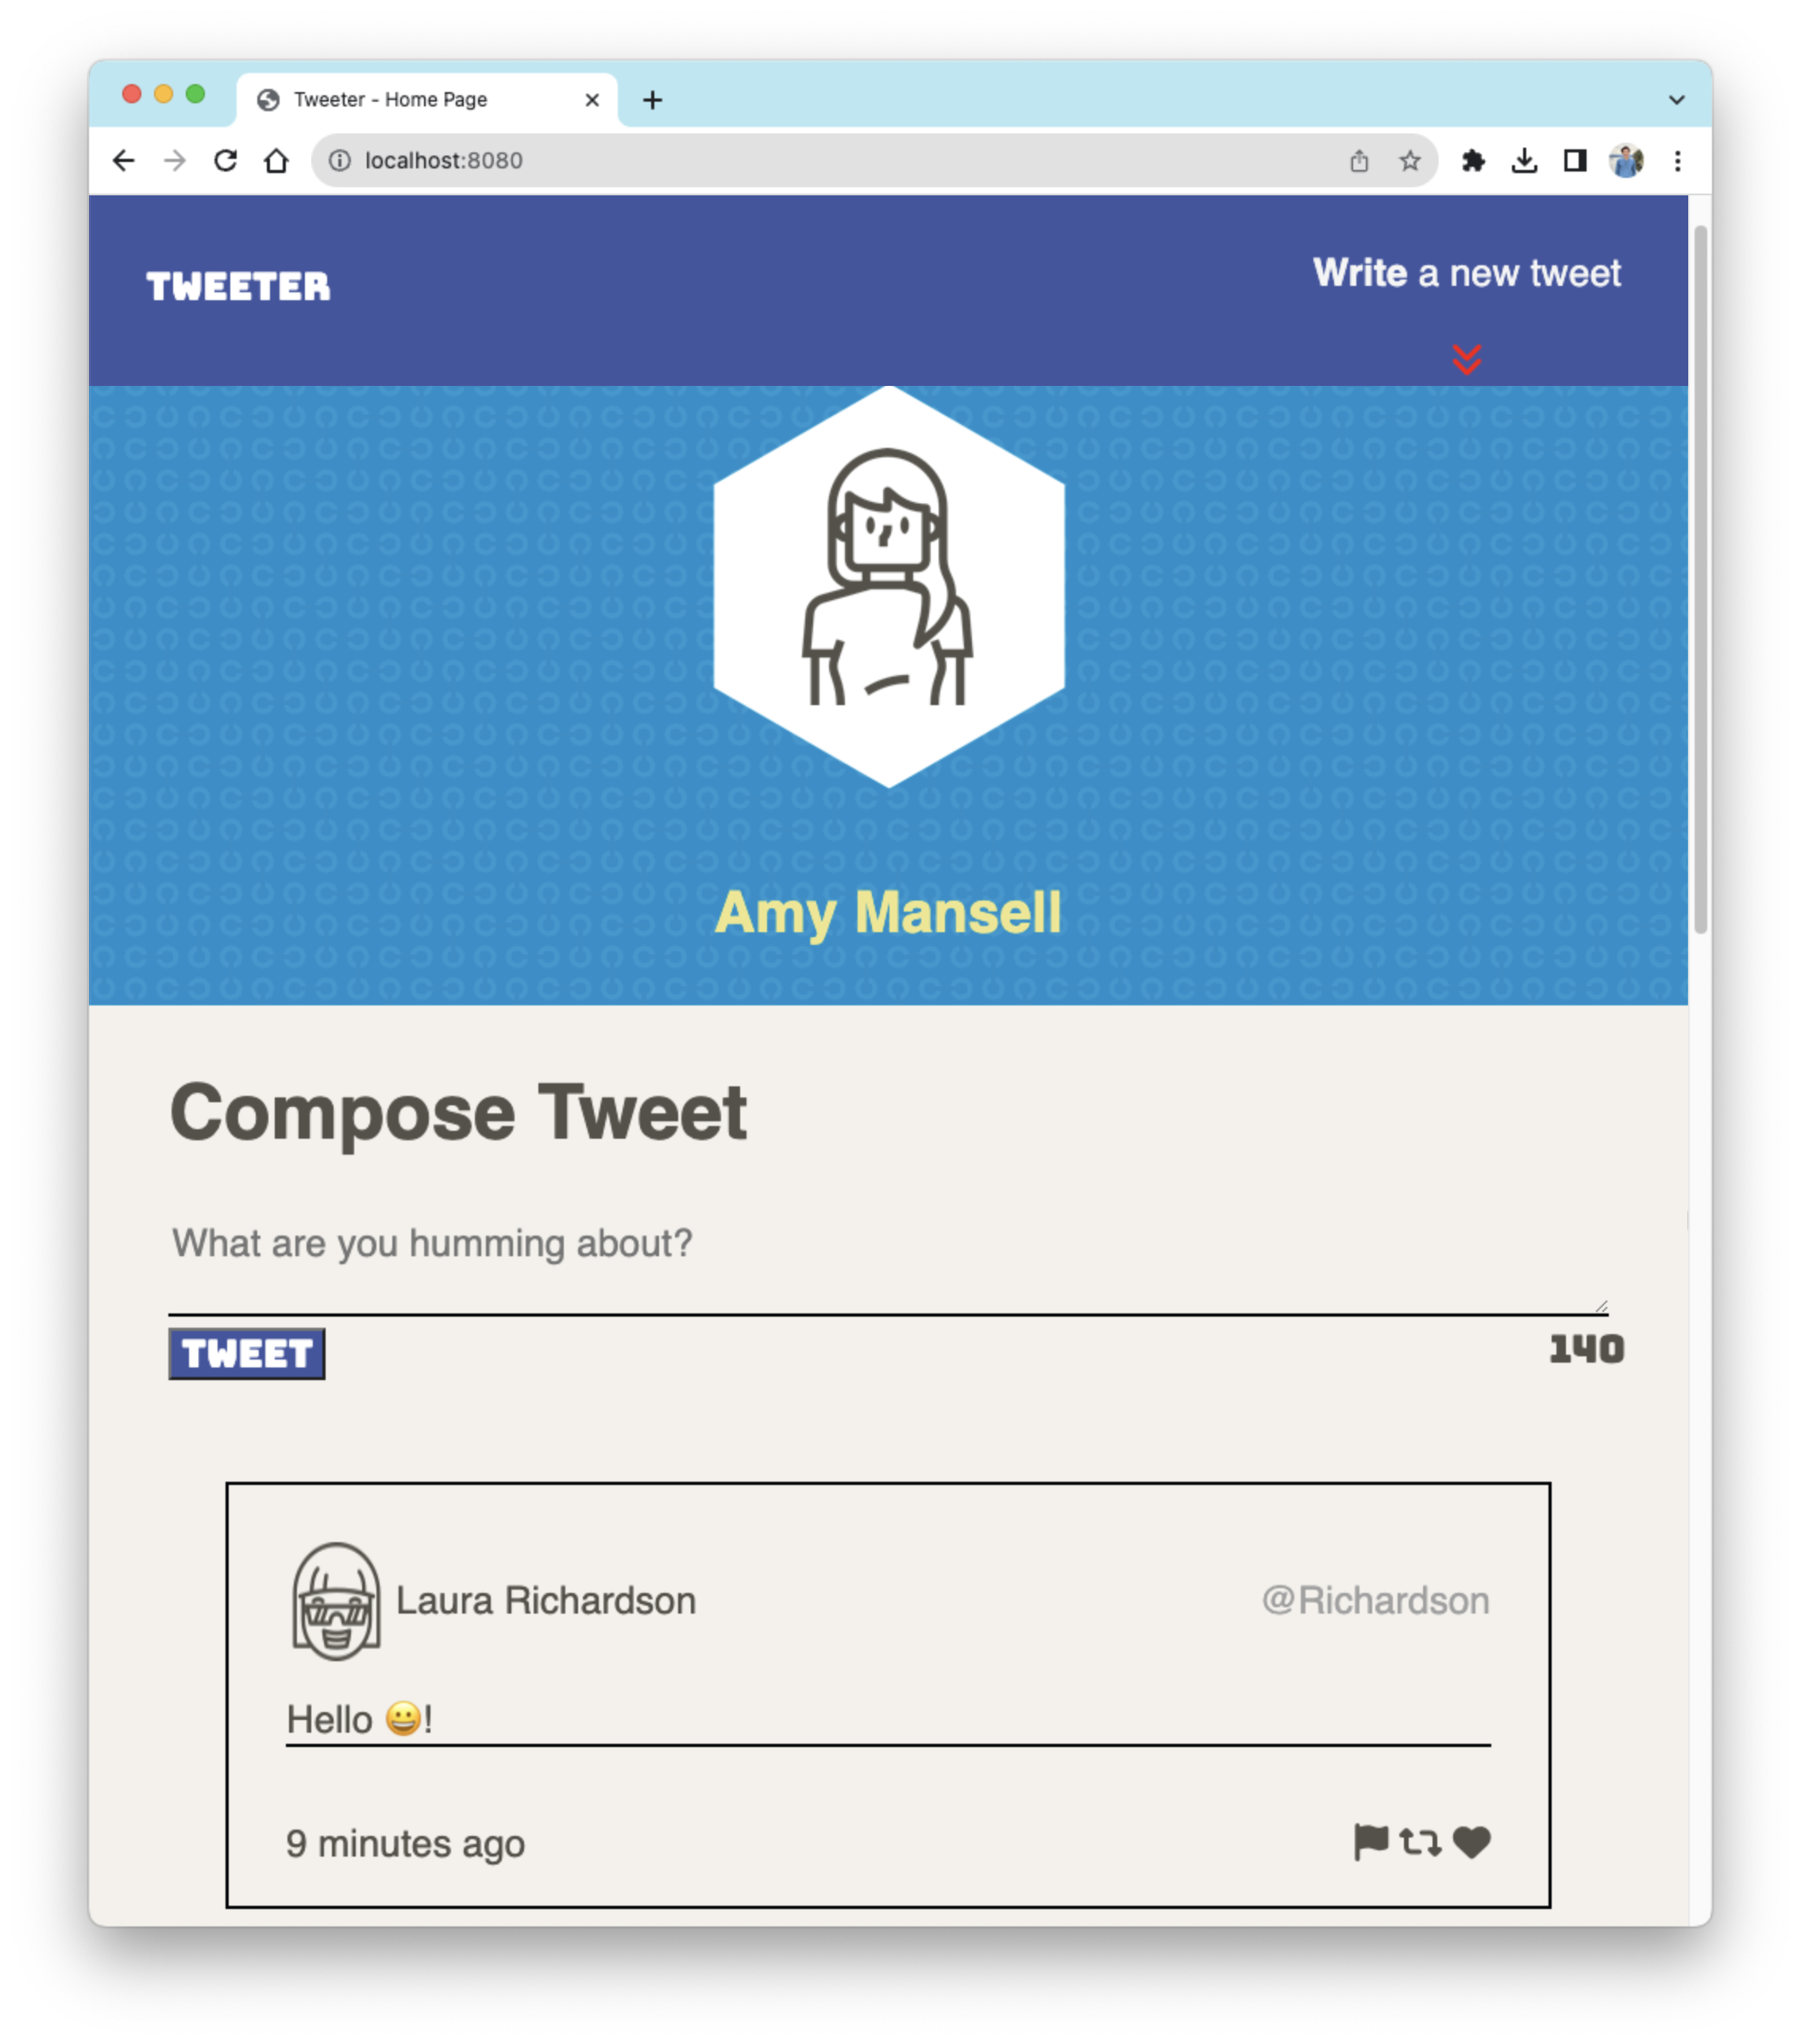 Tweeter - Home Page
localhost:8080
TWEETER
Write a new tweet
Amy Mansell
Compose Tweet
What are you humming about?
TWEET
140
Laura Richardson
@Richardson
Hello 😀!
9 minutes ago